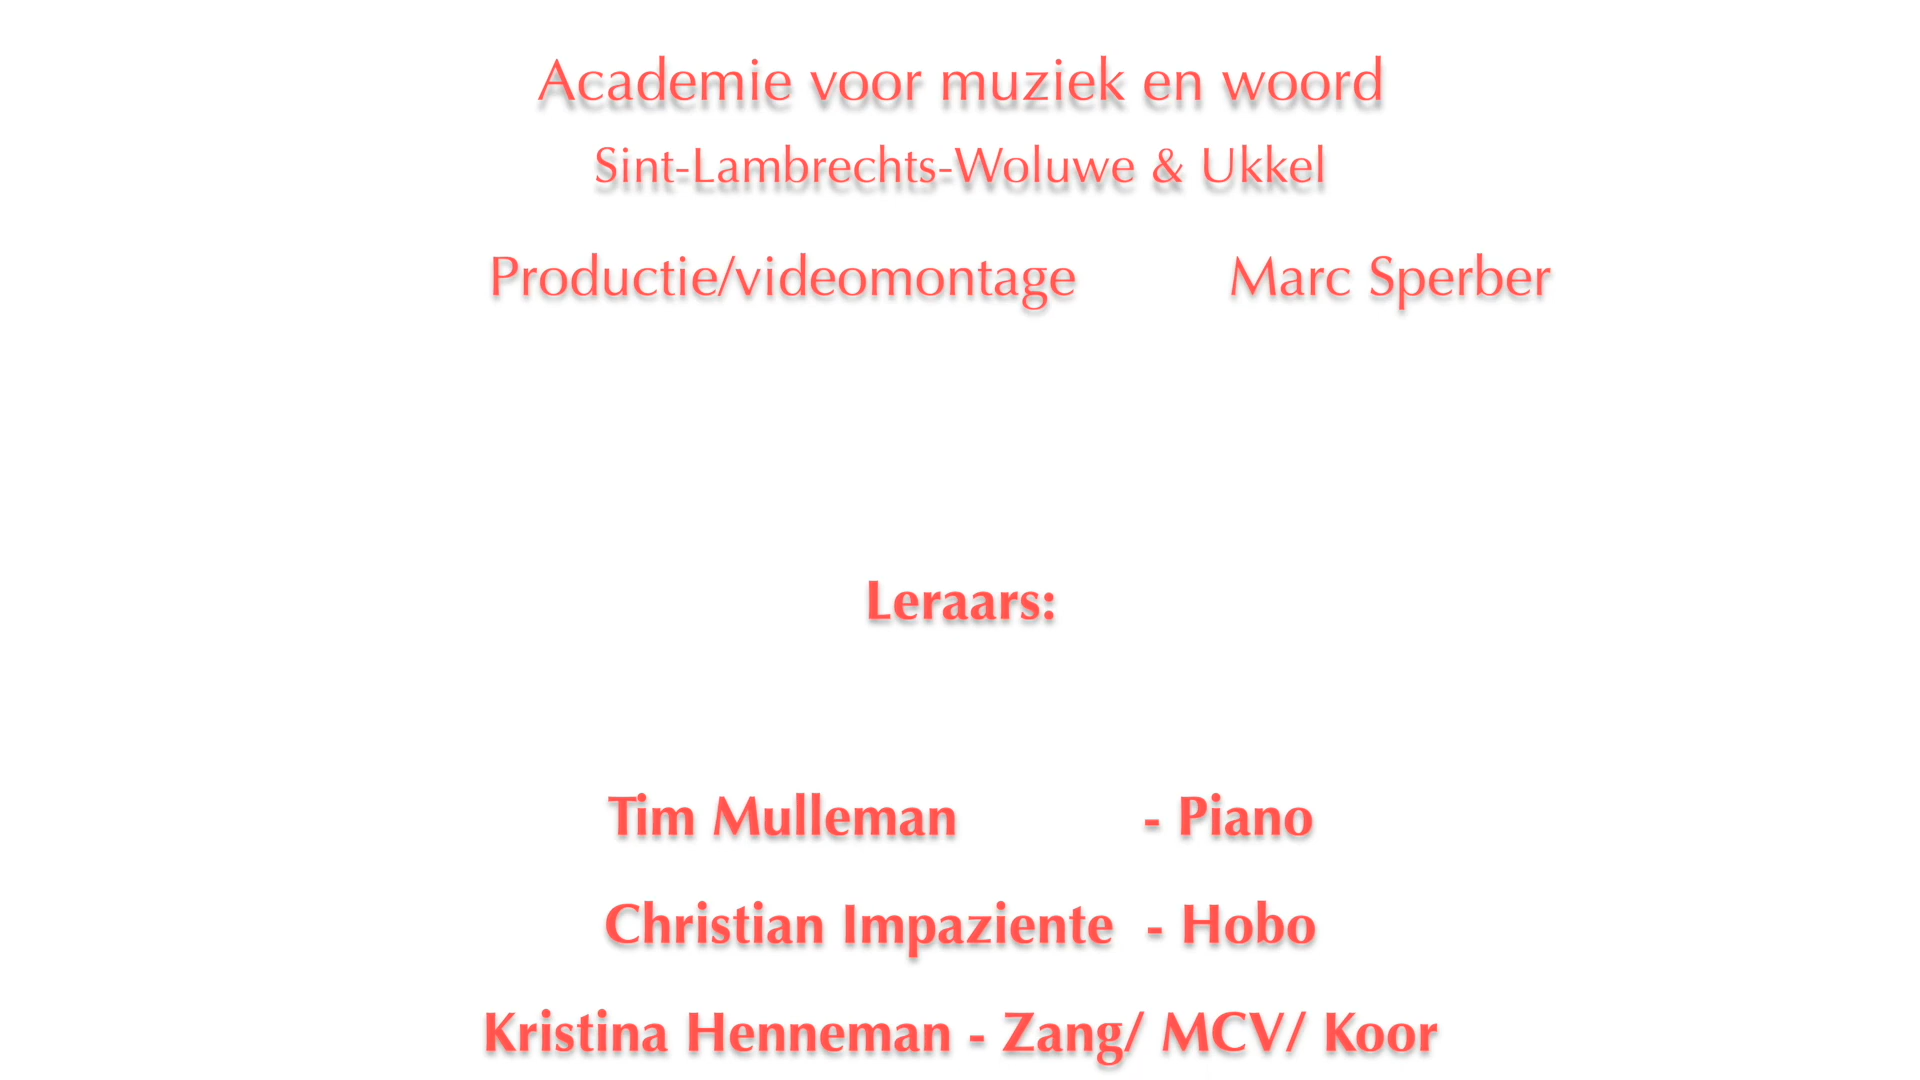 Academie voor muziek en woord
Sint-Lambrechts-Woluwe & Ukkel
Productie/videomontage Marc Sperber
Leraars:
Tim Mulleman - Piano
Christian Impaziente - Hobo
Kristina Henneman - Zang/ MCV/ Koor